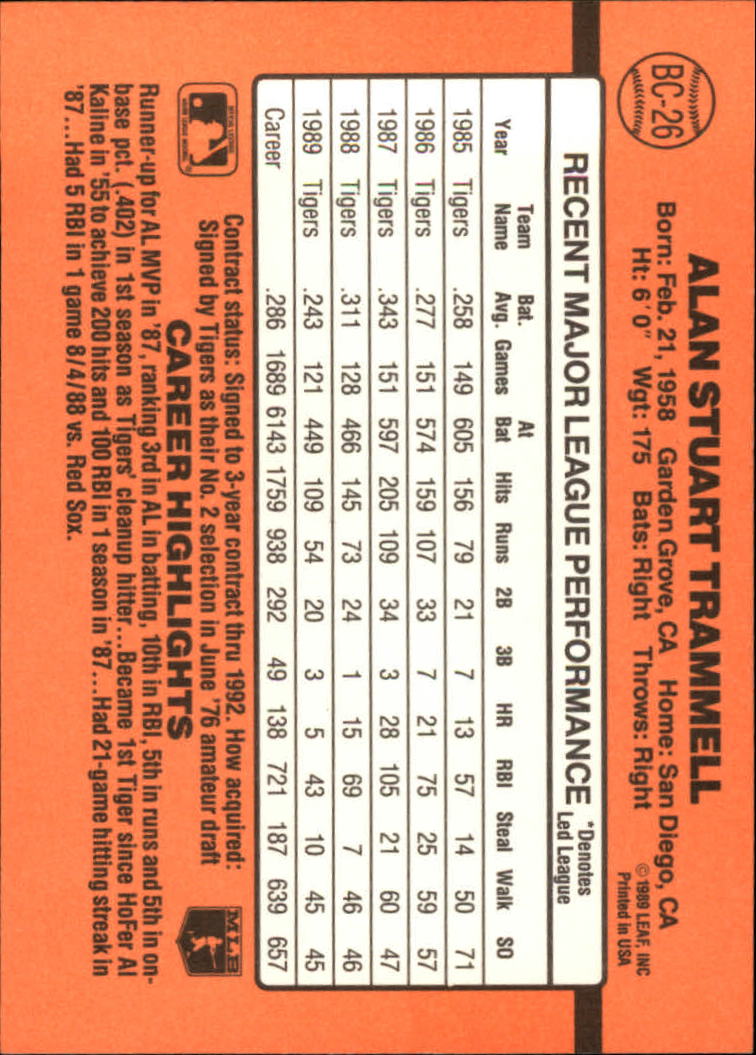 BC-26
ALAN STUART TRAMMELL
Born: Feb. 21, 1958 Garden Grove, CA Home: San Diego, CA
Ht: 6'0" Wgt: 175 Bats: Right Throws: Right
© 1989 LEAF, INC
Printed in USA
RECENT MAJOR LEAGUE PERFORMANCE *Denotes Led League
Year Team Name Bat. Avg. Games At Bat Hits Runs 2B 3B HR RBI Steal Walk SO
1985 Tigers .258 149 605 156 79 21 7 13 57 14 50 71
1986 Tigers .277 151 574 159 107 33 7 21 75 25 59 57
1987 Tigers .343 151 597 205 109 34 3 28 105 21 60 47
1988 Tigers .311 128 466 145 73 24 1 15 69 7 46 46
1989 Tigers .243 121 449 109 54 20 3 5 43 10 45 45
Career .286 1689 6143 1759 938 292 49 138 721 187 639 657
Contract status: Signed to 3-year contract thru 1992. How acquired:
Signed by Tigers as their No. 2 selection in June '76 amateur draft
MLB
CAREER HIGHLIGHTS
Runner-up for AL MVP in '87, ranking 3rd in AL in batting, 10th in RBI, 5th in runs and 5th in on-
base pct. (.402) in 1st season as Tigers' cleanup hitter...Became 1st Tiger since HoFer Al
Kaline in '55 to achieve 200 hits and 100 RBI in 1 season in '87...Had 21-game hitting streak in
'87...Had 5 RBI in 1 game 8/4/88 vs. Red Sox.